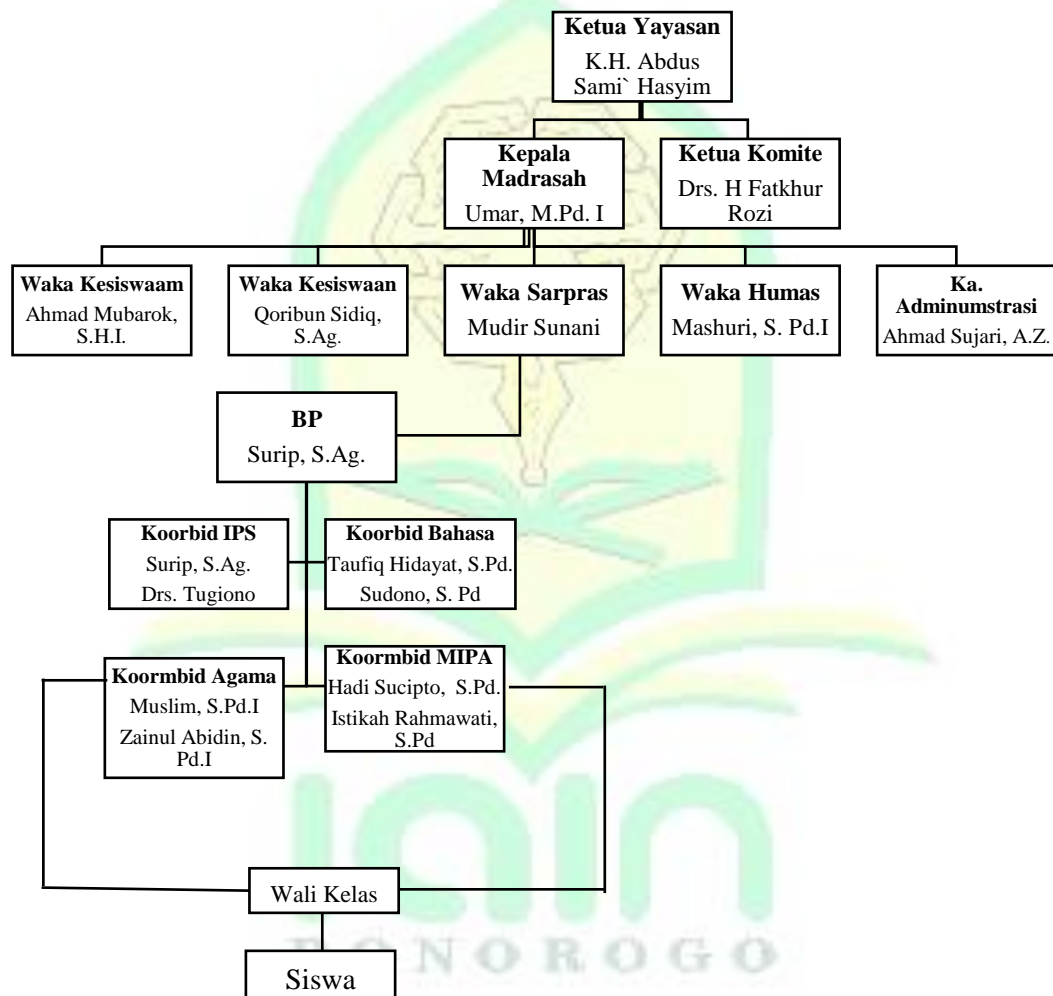 Ketua Yayasan
K.H. Abdus
Sami` Hasyim
Kepala
Madrasah
Umar, M.Pd. I
Ketua Komite
Drs. H Fatkhur
Rozi
Waka Kesiswaam
Ahmad Mubarok,
S.H.I.
Waka Kesiswaan
Qoribun Sidiq,
S.Ag.
Waka Sarpras
Mudir Sunani
Waka Humas
Mashuri, S. Pd.I
Ka.
Adminumstrasi
Ahmad Sujari, A.Z.
BP
Surip, S.Ag.
Koorbid IPS
Surip, S.Ag.
Drs. Tugiono
Koorbid Bahasa
Taufiq Hidayat, S.Pd.
Sudono, S. Pd
Koormbid Agama
Muslim, S.Pd.I
Zainul Abidin, S.
Pd.I
Koormbid MIPA
Hadi Sucipto, S.Pd.
Istikah Rahmawati,
S.Pd
Wali Kelas
Siswa
iain
PONOROGO